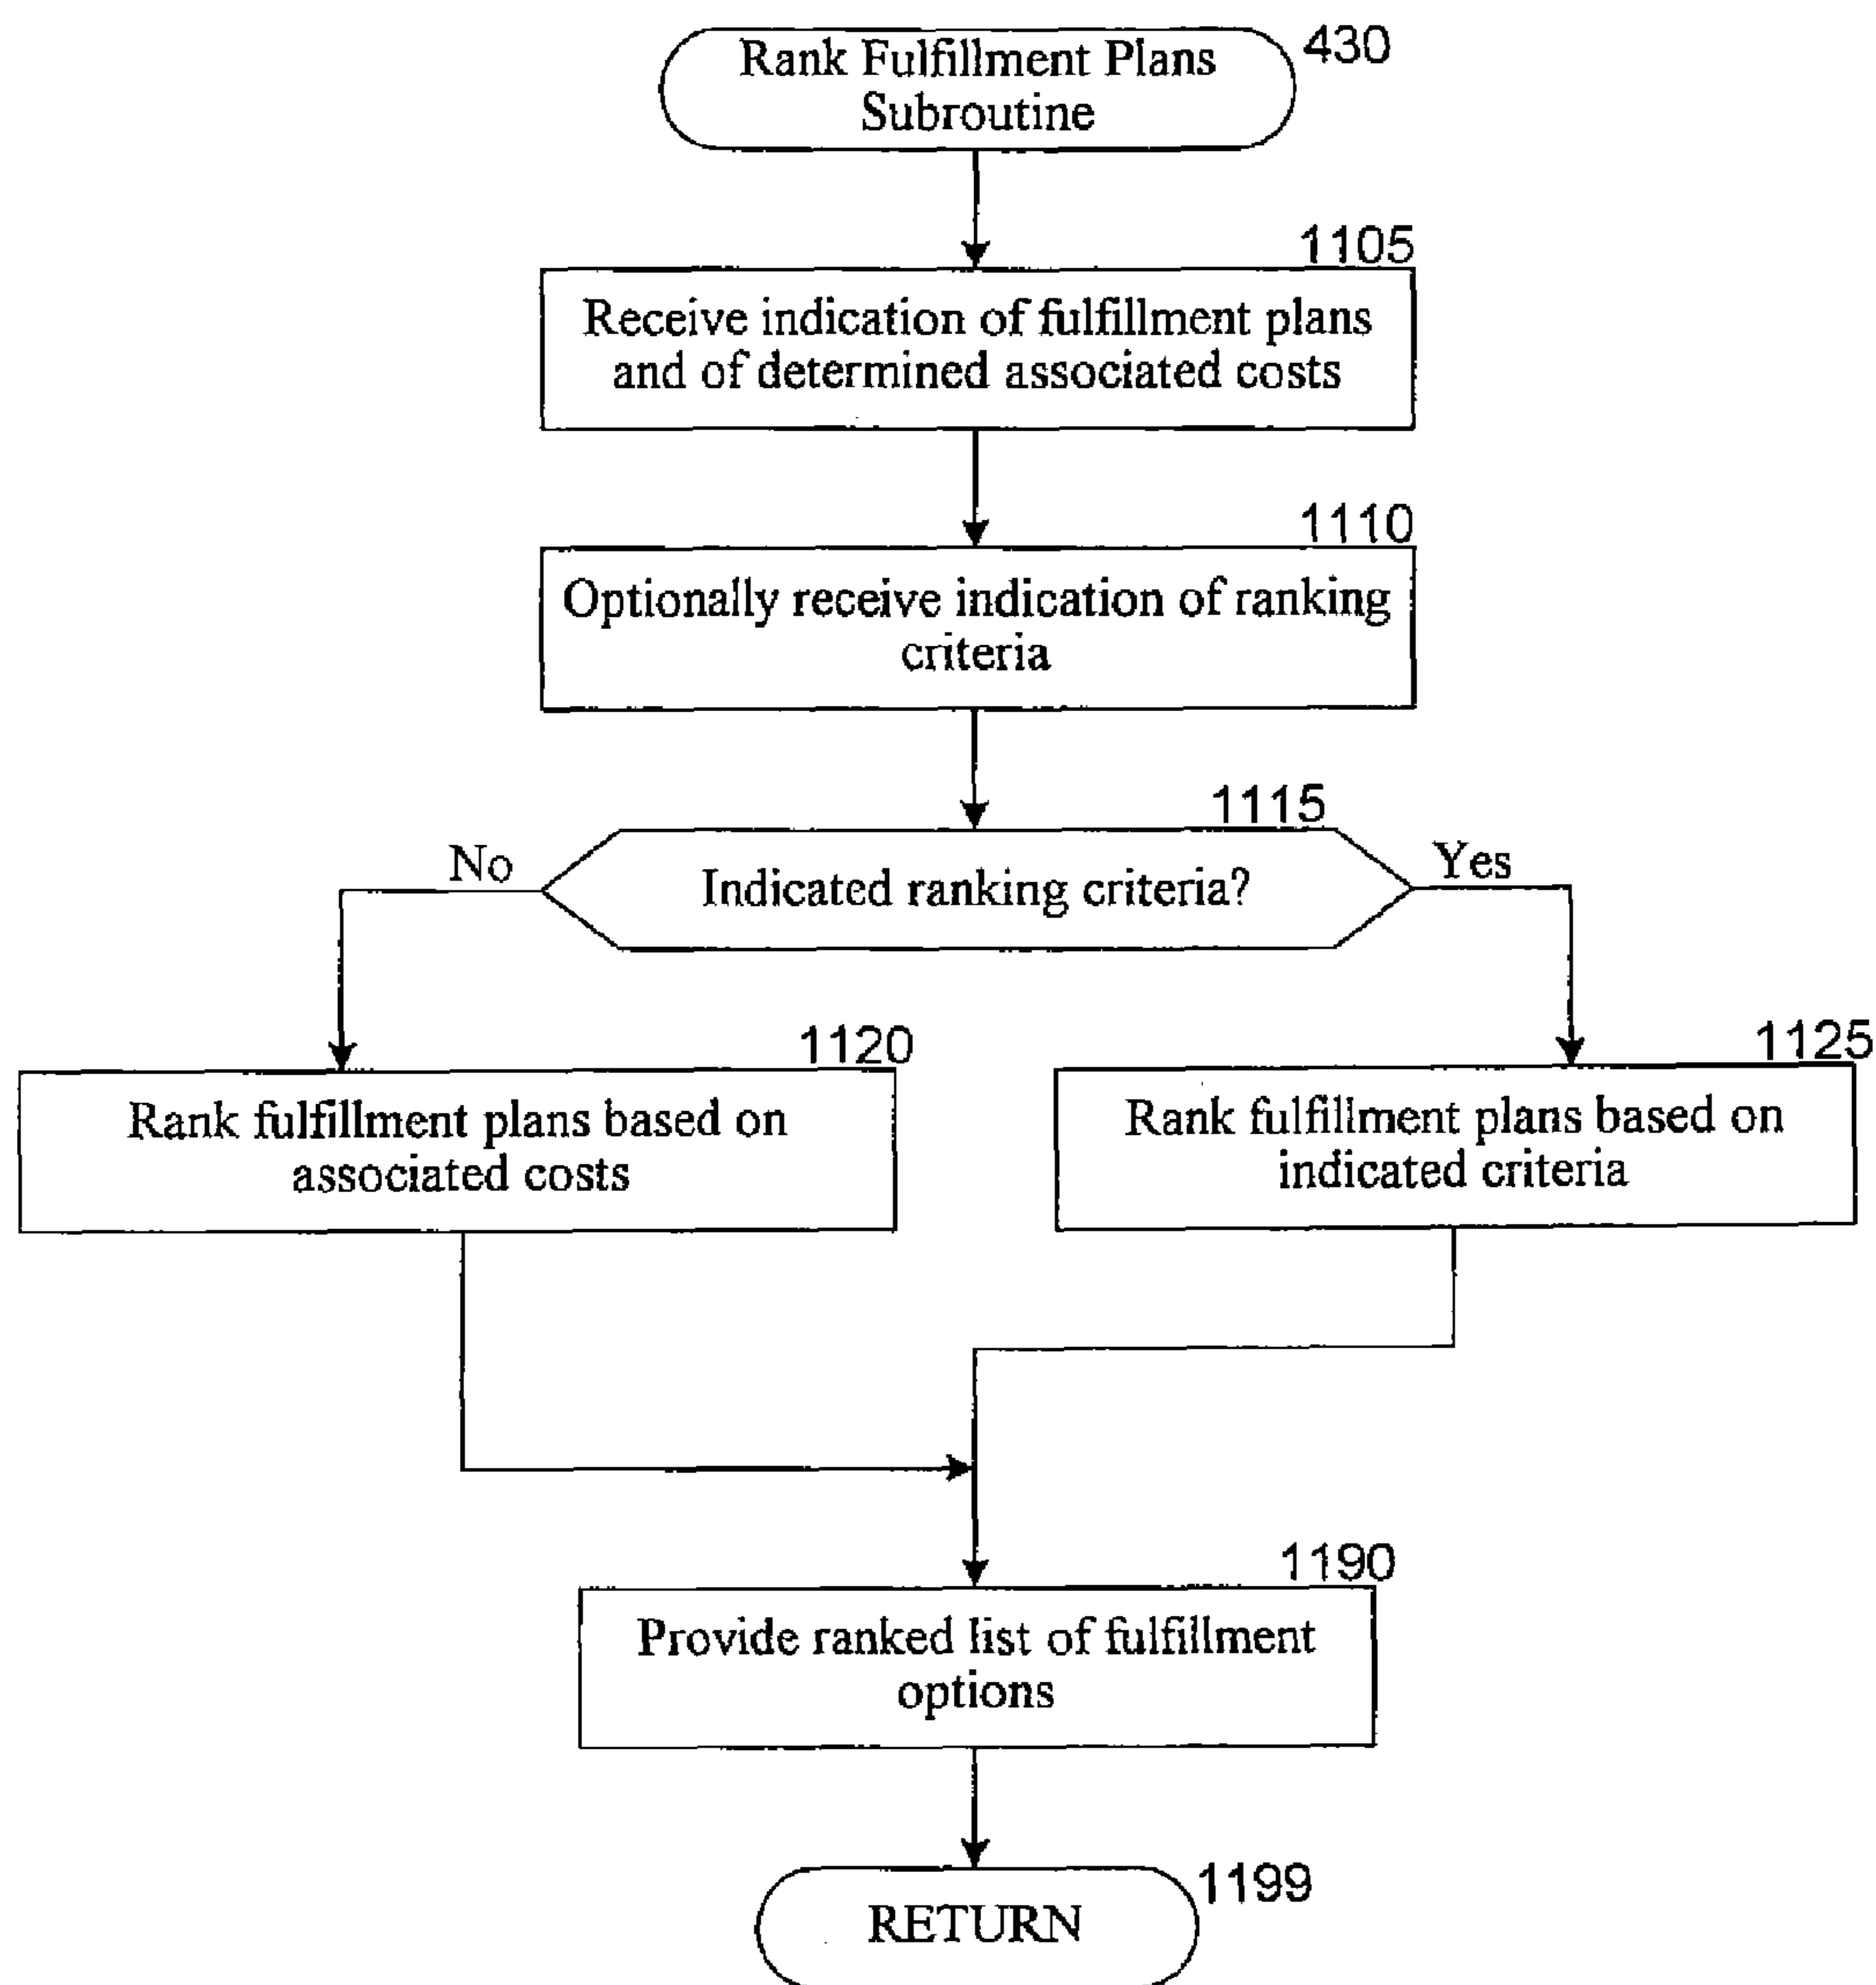 Rank Fulfillment Plans
Subroutine
430
1105
Receive indication of fulfillment plans
and of determined associated costs
1110
Optionally receive indication of ranking
criteria
1115
No
Indicated ranking criteria?
Yes
1120
Rank fulfillment plans based on
associated costs
1125
Rank fulfillment plans based on
indicated criteria
1190
Provide ranked list of fulfillment
options
1199
RETURN